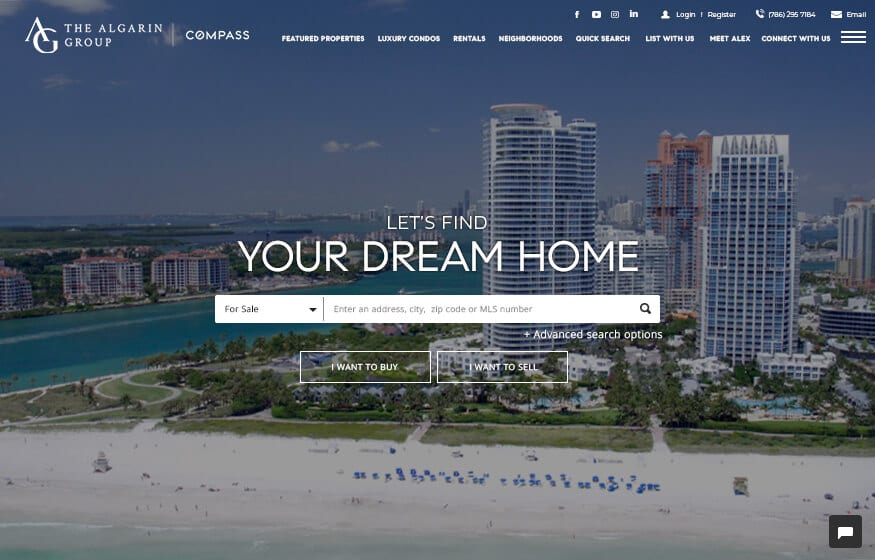 Login | Register (786) 295 7184 Email
THE ALGARIN
GROUP
COMPASS
FEATURED PROPERTIES LUXURY CONDOS RENTALS NEIGHBORHOODS QUICK SEARCH LIST WITH US MEET ALEX CONNECT WITH US
LET'S FIND
YOUR DREAM HOME
For Sale Enter an address, city, zip code or MLS number
+ Advanced search options
I WANT TO BUY I WANT TO SELL